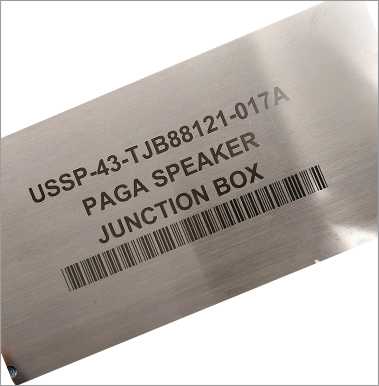 USSP-43-TJB88121-017A
PAGA SPEAKER
JUNCTION BOX